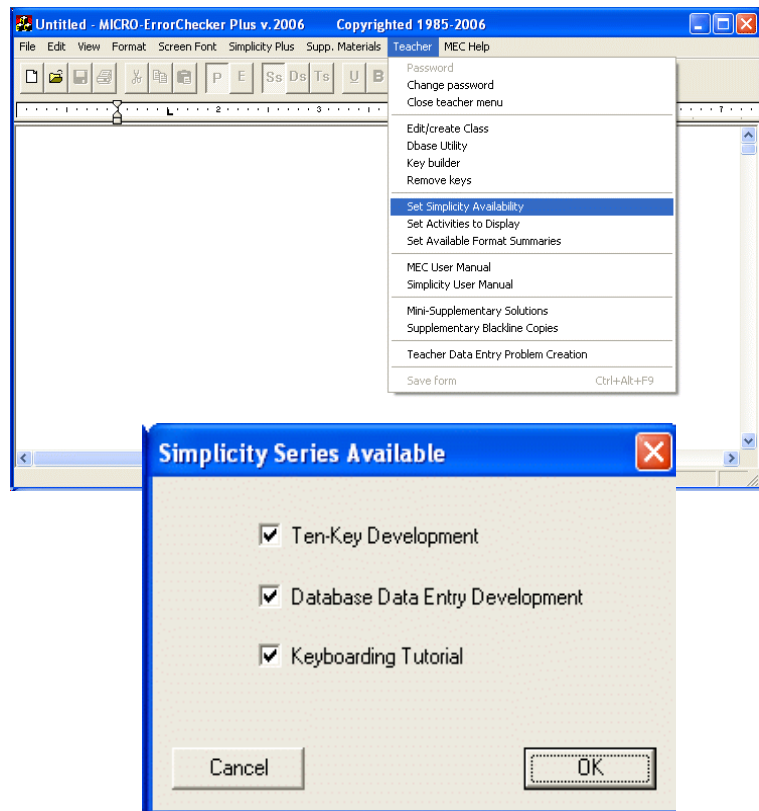 Untitled - MICRO-ErrorChecker Plus v.2006 Copyrighted 1985-2006
File Edit View Format Screen Font Simplicity Plus Supp. Materials Teacher MEC Help
P E Ss Ds Ts U B
2 3 7
Password
Change password
Close teacher menu
Edit/create Class
Dbase Utility
Key builder
Remove keys
Set Simplicity Availability
Set Activities to Display
Set Available Format Summaries
MEC User Manual
Simplicity User Manual
Mini-Supplementary Solutions
Supplementary Blackline Copies
Teacher Data Entry Problem Creation
Save form Ctrl+Alt+F9
Simplicity Series Available
Ten-Key Development
Database Data Entry Development
Keyboarding Tutorial
Cancel OK